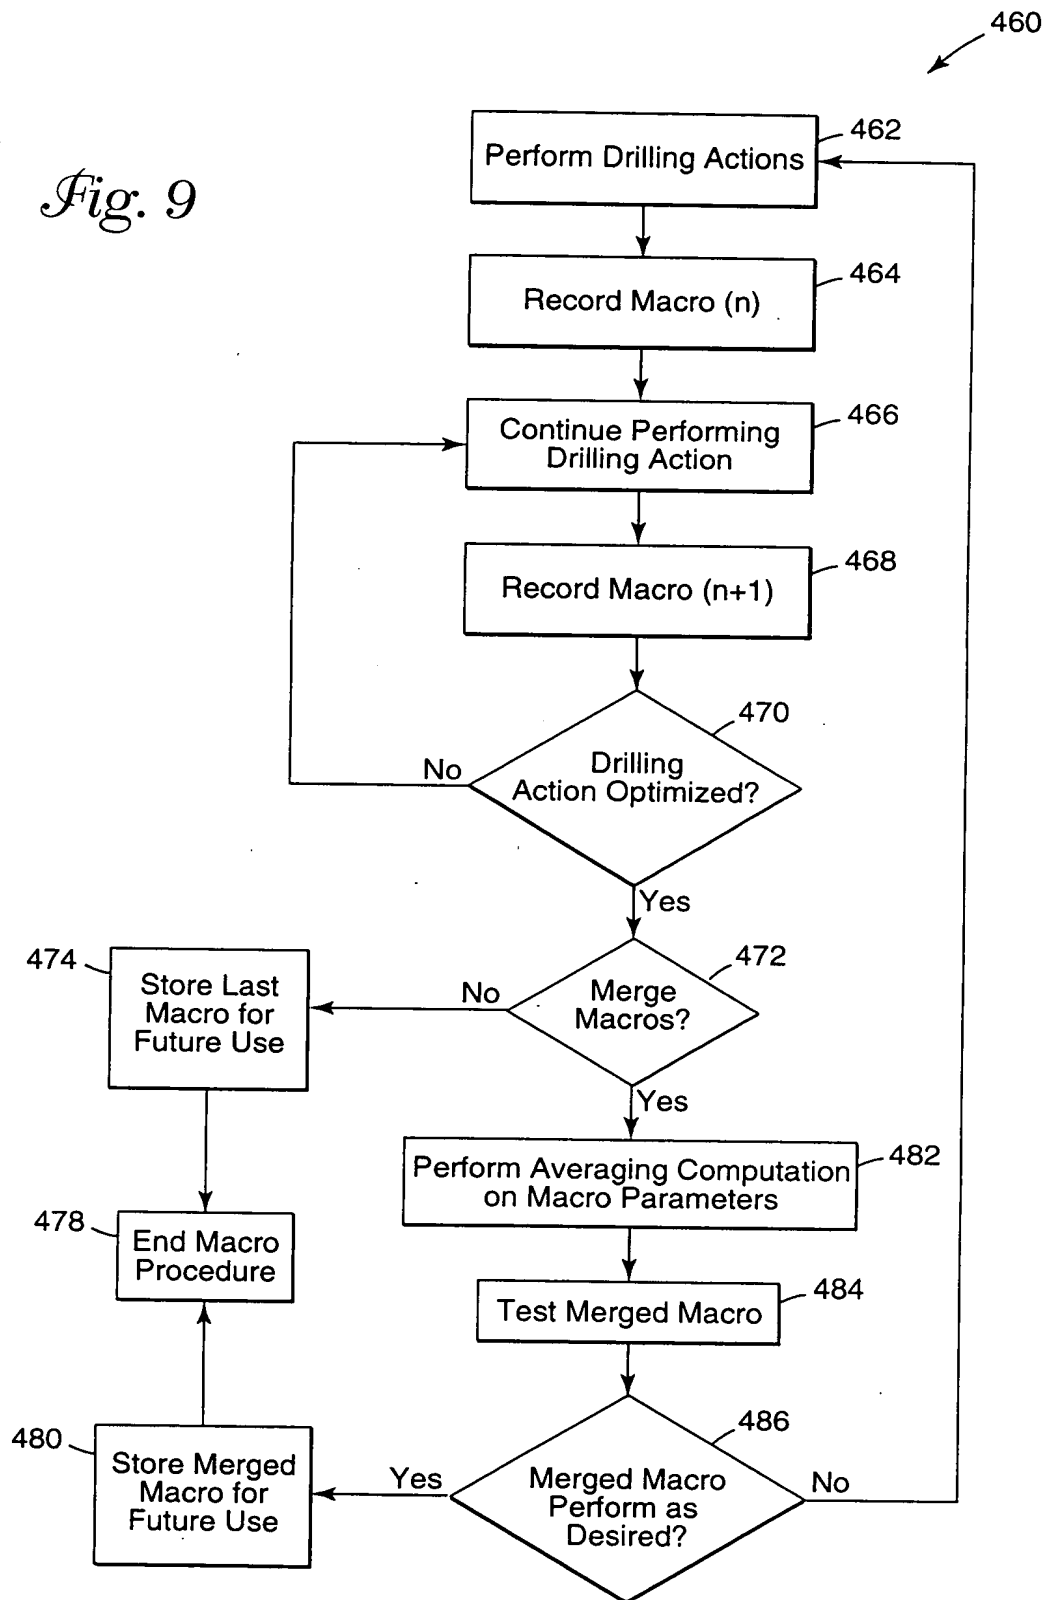 460
Fig. 9
462
Perform Drilling Actions
464
Record Macro (n)
466
Continue Performing
Drilling Action
468
Record Macro (n+1)
470
Drilling
Action Optimized?
No
Yes
472
Merge
Macros?
No
Yes
474
Store Last
Macro for
Future Use
482
Perform Averaging Computation
on Macro Parameters
478
End Macro
Procedure
484
Test Merged Macro
486
Merged Macro
Perform as
Desired?
Yes
No
480
Store Merged
Macro for
Future Use